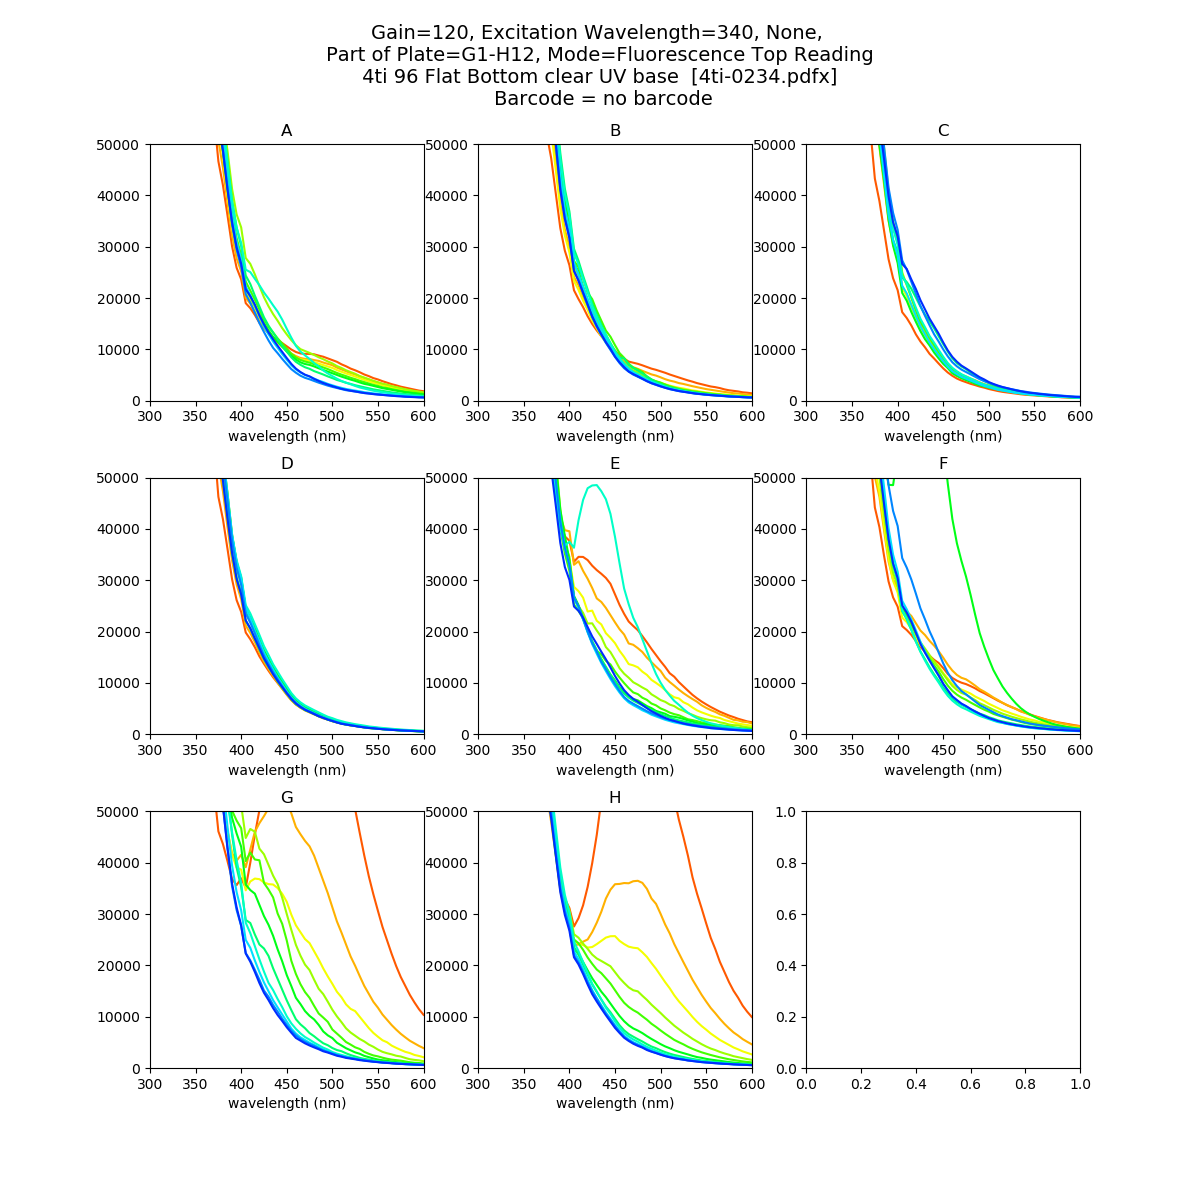 Gain=120, Excitation Wavelength=340, None,
Part of Plate=G1-H12, Mode=Fluorescence Top Reading
4ti 96 Flat Bottom clear UV base  [4ti-0234.pdfx]
Barcode = no barcode
A
50000
40000
30000
20000
10000
0
300 350 400 450 500 550 600
wavelength (nm)
B
50000
40000
30000
20000
10000
0
300 350 400 450 500 550 600
wavelength (nm)
C
50000
40000
30000
20000
10000
0
300 350 400 450 500 550 600
wavelength (nm)
D
50000
40000
30000
20000
10000
0
300 350 400 450 500 550 600
wavelength (nm)
E
50000
40000
30000
20000
10000
0
300 350 400 450 500 550 600
wavelength (nm)
F
50000
40000
30000
20000
10000
0
300 350 400 450 500 550 600
wavelength (nm)
G
50000
40000
30000
20000
10000
0
300 350 400 450 500 550 600
wavelength (nm)
H
50000
40000
30000
20000
10000
0
300 350 400 450 500 550 600
wavelength (nm)
1.0
0.8
0.6
0.4
0.2
0.0
0.0 0.2 0.4 0.6 0.8 1.0